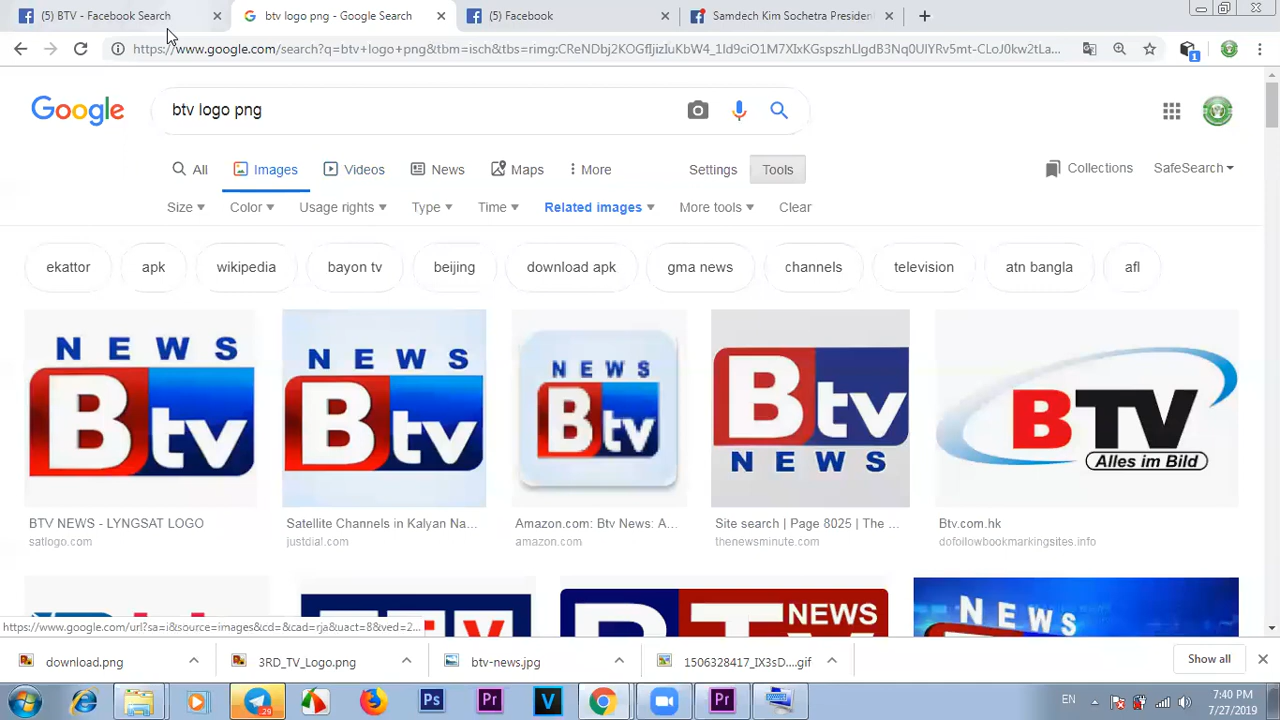 (5) BTV - Facebook Search
btv logo png - Google Search
(5) Facebook
Samdech Kim Sochetra Presiden
https://www.google.com/search?q=btv+logo+png&tbm=isch&tbs=rimg:CReNDbj2KOGfIjizIuKbW4_1Id9ciO1M7XIxKGspszhLlgdB3Nq0UIYRv5mt-CLoJ0kw2tLa...
1
Google
btv logo png
All
Images
Videos
News
Maps
More
Settings
Tools
Collections
SafeSearch
Size
Color
Usage rights
Type
Time
Related images
More tools
Clear
ekattor
apk
wikipedia
bayon tv
beijing
download apk
gma news
channels
television
atn bangla
afl
NEWS
Btv
NEWS
Btv
NEWS
Btv
Btv
NEWS
BTV
Alles im Bild
BTV NEWS - LYNGSAT LOGO
satlogo.com
Satellite Channels in Kalyan Na...
justdial.com
Amazon.com: Btv News: A...
amazon.com
Site search | Page 8025 | The ...
thenewsminute.com
Btv.com.hk
dofollowbookmarkingsites.info
NEWS
NEWS
https://www.google.com/url?sa=i&source=images&cd=&cad=rja&uact=8&ved=2...
download.png
3RD_TV_Logo.png
btv-news.jpg
1506328417_IX3sD....gif
Show all
29
Ps
Pr
V
Pr
EN
7:40 PM
7/27/2019